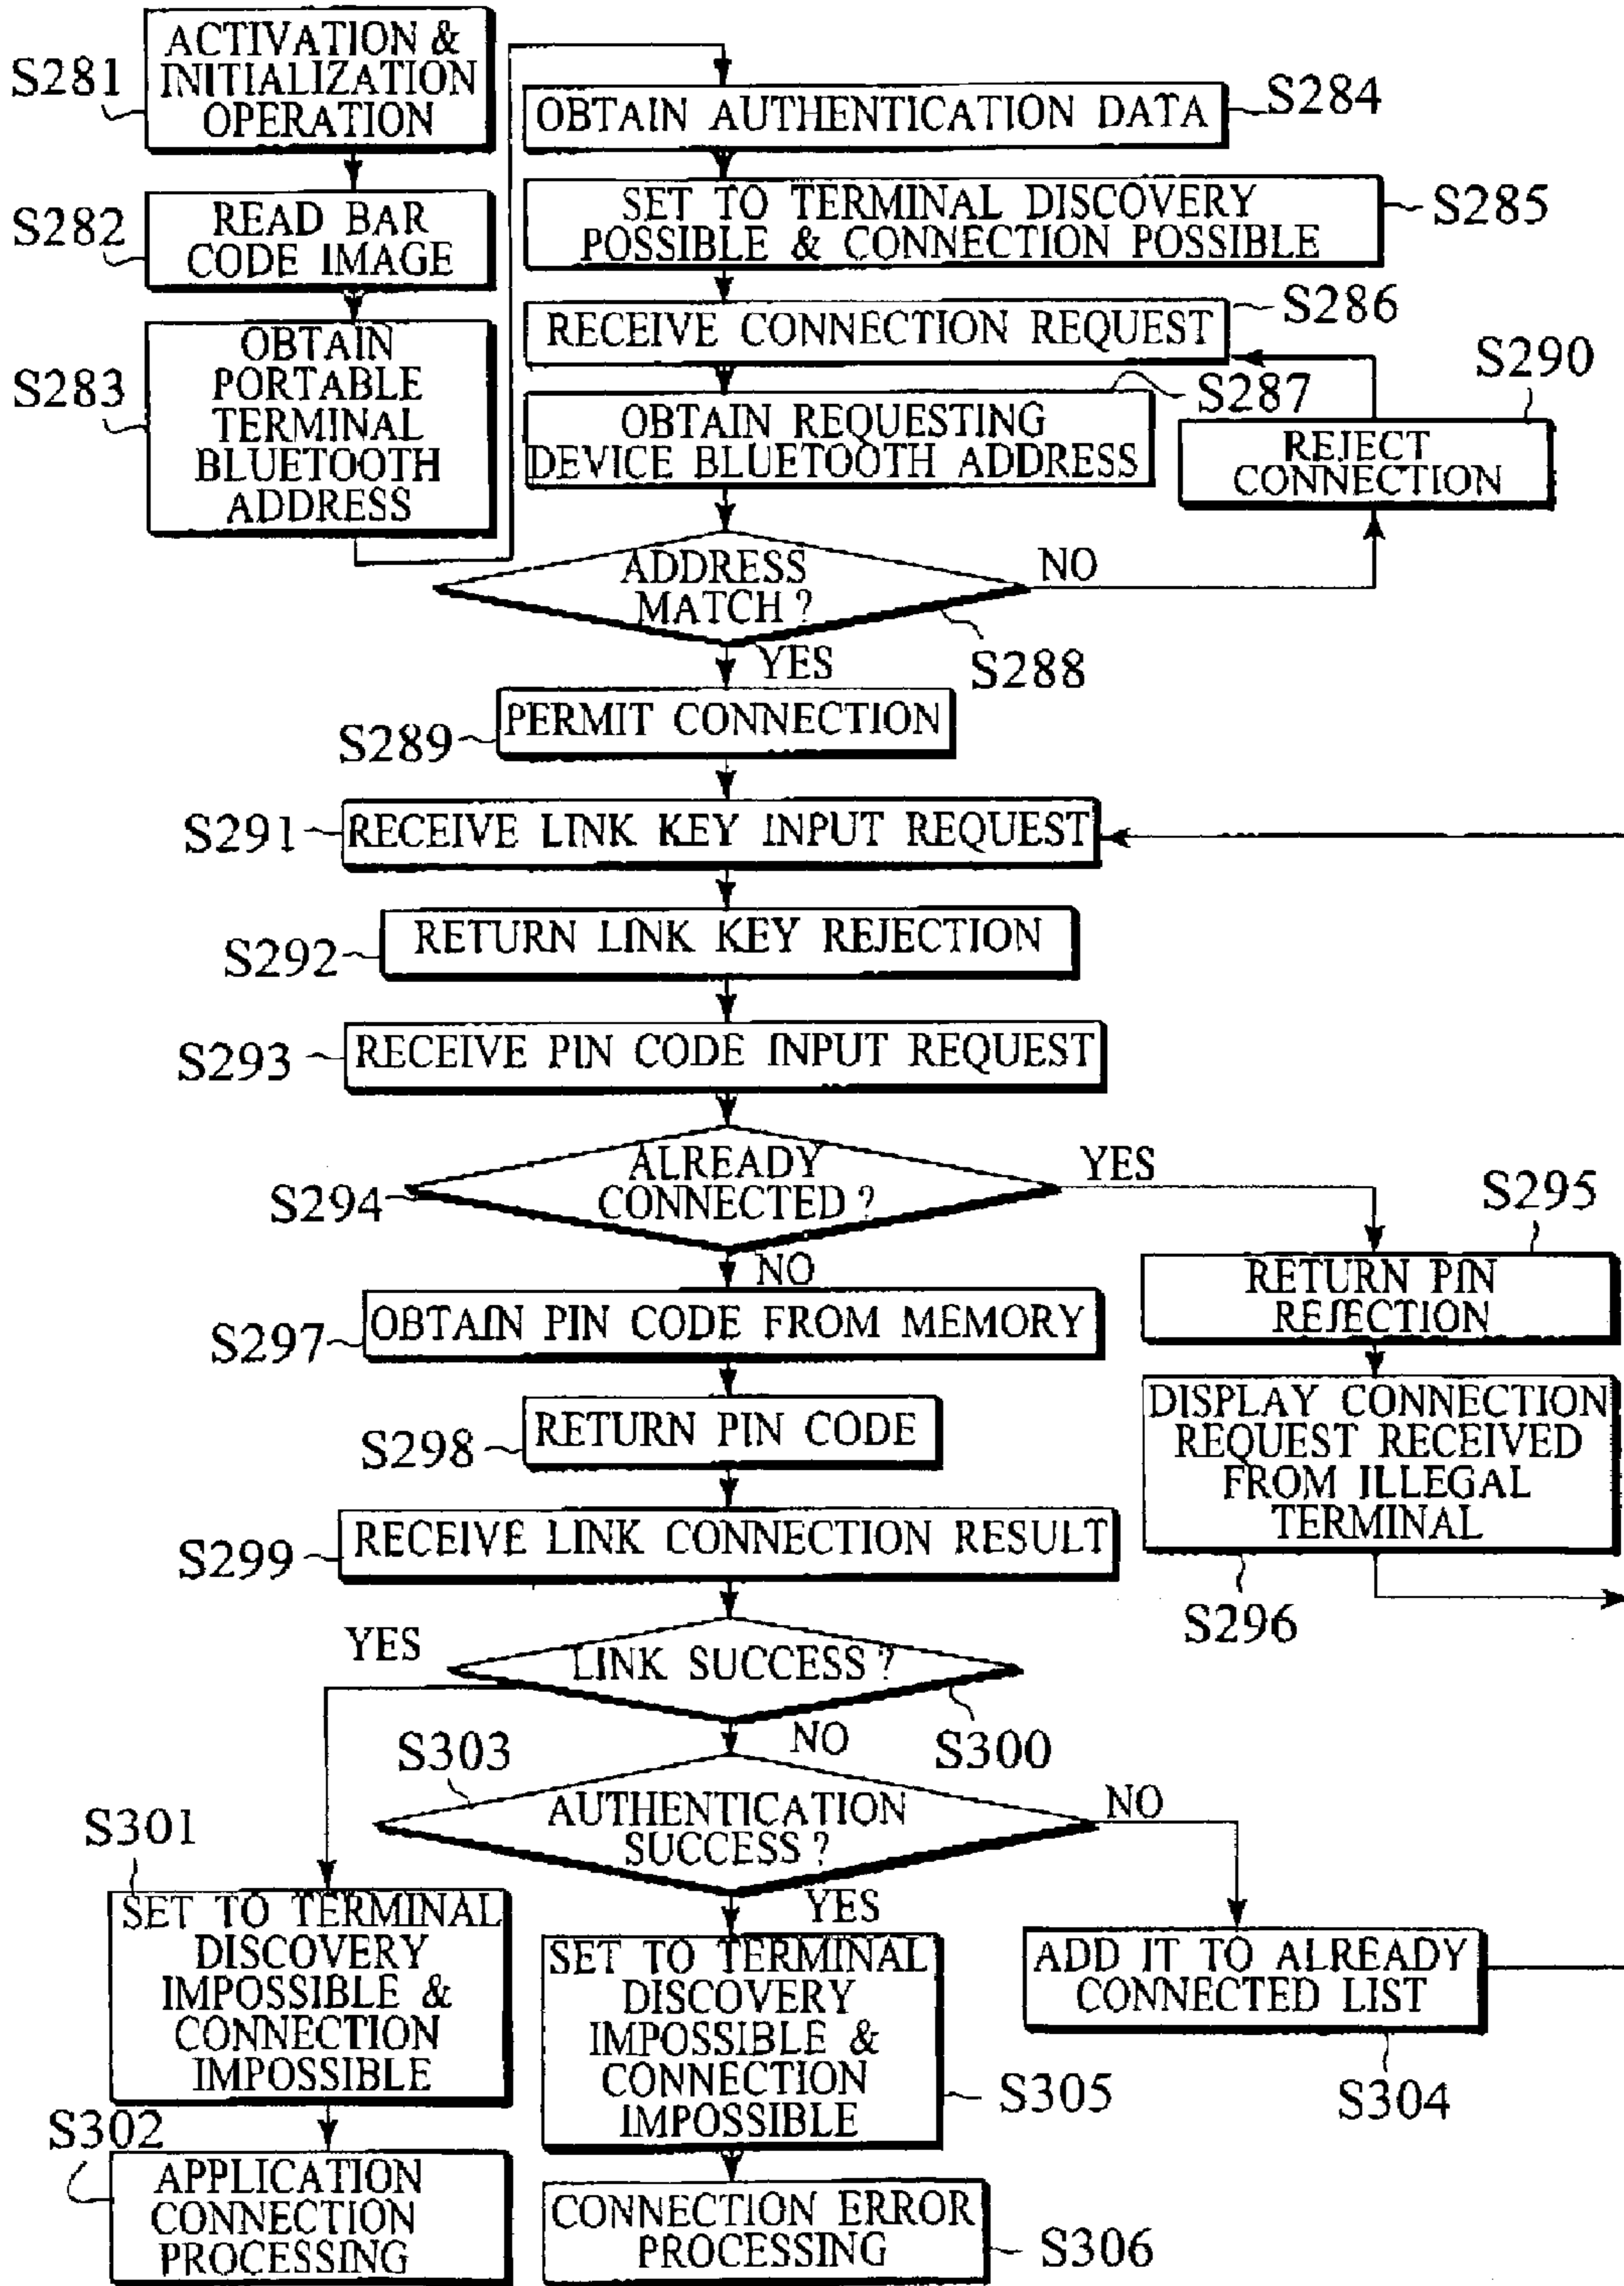 S281
ACTIVATION &
INITIALIZATION
OPERATION
S282
READ BAR
CODE IMAGE
S283
OBTAIN
PORTABLE
TERMINAL
BLUETOOTH
ADDRESS
OBTAIN AUTHENTICATION DATA
S284
SET TO TERMINAL DISCOVERY
POSSIBLE & CONNECTION POSSIBLE
S285
RECEIVE CONNECTION REQUEST
S286
OBTAIN REQUESTING
DEVICE BLUETOOTH ADDRESS
S287
S290
REJECT
CONNECTION
ADDRESS
MATCH ?
NO
S288
YES
PERMIT CONNECTION
S289
S291
RECEIVE LINK KEY INPUT REQUEST
S292
RETURN LINK KEY REJECTION
S293
RECEIVE PIN CODE INPUT REQUEST
S294
ALREADY
CONNECTED ?
YES
S295
RETURN PIN
REJECTION
NO
S297
OBTAIN PIN CODE FROM MEMORY
S298
RETURN PIN CODE
DISPLAY CONNECTION
REQUEST RECEIVED
FROM ILLEGAL
TERMINAL
S296
S299
RECEIVE LINK CONNECTION RESULT
YES
LINK SUCCESS ?
S300
NO
S303
AUTHENTICATION
SUCCESS ?
NO
S301
SET TO TERMINAL
DISCOVERY
IMPOSSIBLE &
CONNECTION
IMPOSSIBLE
YES
SET TO TERMINAL
DISCOVERY
IMPOSSIBLE &
CONNECTION
IMPOSSIBLE
S305
ADD IT TO ALREADY
CONNECTED LIST
S304
S302
APPLICATION
CONNECTION
PROCESSING
CONNECTION ERROR
PROCESSING
S306